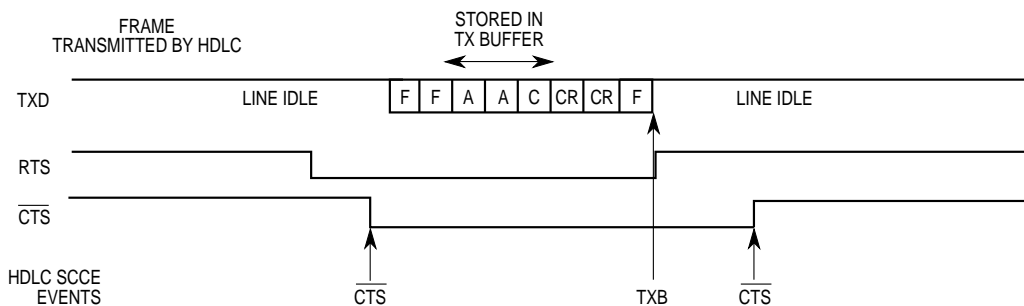 FRAME
TRANSMITTED BY HDLC
STORED IN
TX BUFFER
TXD
LINE IDLE
F F A A C CR CR F
LINE IDLE
RTS
CTS
HDLC SCCE
EVENTS
CTS
TXB
CTS